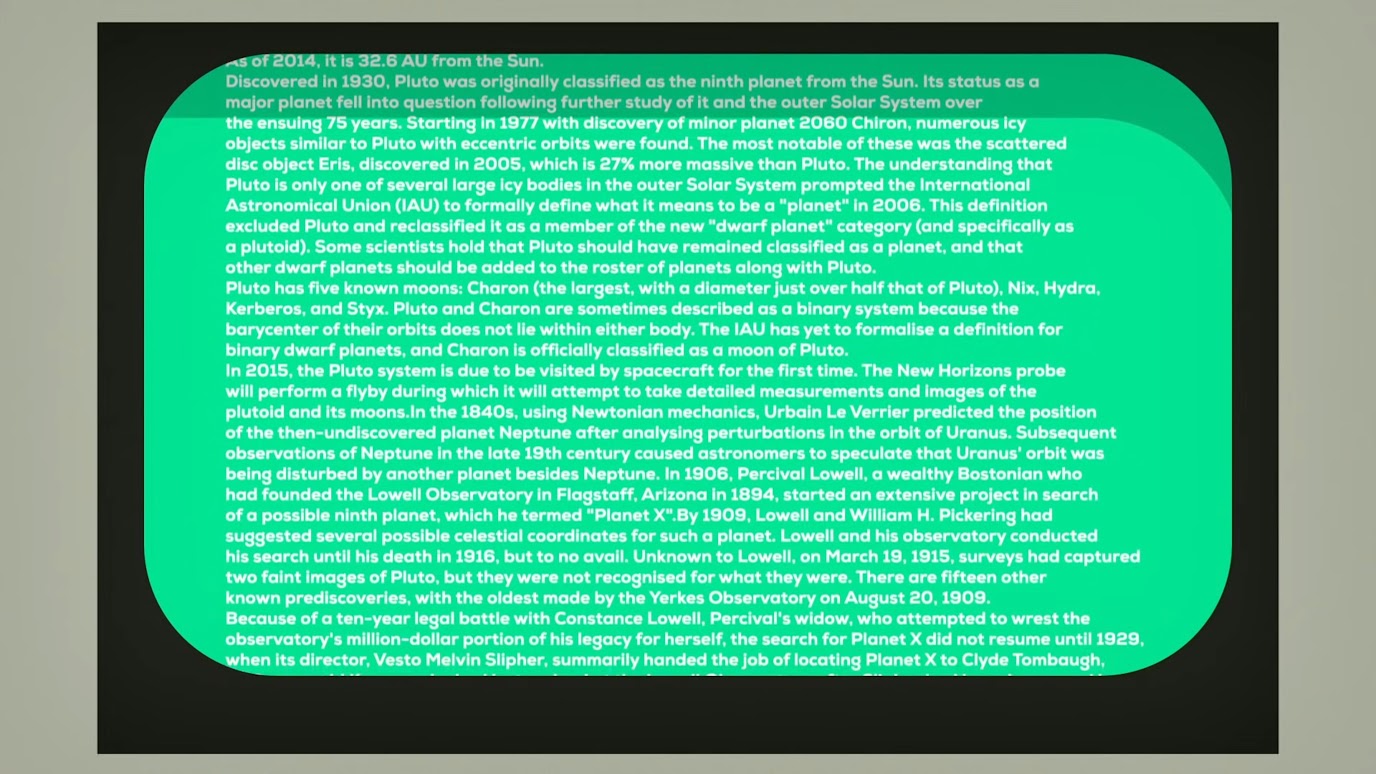 As of 2014, it is 32.6 AU from the Sun.
Discovered in 1930, Pluto was originally classified as the ninth planet from the Sun. Its status as a
major planet fell into question following further study of it and the outer Solar System over
the ensuing 75 years. Starting in 1977 with discovery of minor planet 2060 Chiron, numerous icy
objects similar to Pluto with eccentric orbits were found. The most notable of these was the scattered
disc object Eris, discovered in 2005, which is 27% more massive than Pluto. The understanding that
Pluto is only one of several large icy bodies in the outer Solar System prompted the International
Astronomical Union (IAU) to formally define what it means to be a "planet" in 2006. This definition
excluded Pluto and reclassified it as a member of the new "dwarf planet" category (and specifically as
a plutoid). Some scientists hold that Pluto should have remained classified as a planet, and that
other dwarf planets should be added to the roster of planets along with Pluto.
Pluto has five known moons: Charon (the largest, with a diameter just over half that of Pluto), Nix, Hydra,
Kerberos, and Styx. Pluto and Charon are sometimes described as a binary system because the
barycenter of their orbits does not lie within either body. The IAU has yet to formalise a definition for
binary dwarf planets, and Charon is officially classified as a moon of Pluto.
In 2015, the Pluto system is due to be visited by spacecraft for the first time. The New Horizons probe
will perform a flyby during which it will attempt to take detailed measurements and images of the
plutoid and its moons.In the 1840s, using Newtonian mechanics, Urbain Le Verrier predicted the position
of the then-undiscovered planet Neptune after analysing perturbations in the orbit of Uranus. Subsequent
observations of Neptune in the late 19th century caused astronomers to speculate that Uranus' orbit was
being disturbed by another planet besides Neptune. In 1906, Percival Lowell, a wealthy Bostonian who
had founded the Lowell Observatory in Flagstaff, Arizona in 1894, started an extensive project in search
of a possible ninth planet, which he termed "Planet X".By 1909, Lowell and William H. Pickering had
suggested several possible celestial coordinates for such a planet. Lowell and his observatory conducted
his search until his death in 1916, but to no avail. Unknown to Lowell, on March 19, 1915, surveys had captured
two faint images of Pluto, but they were not recognised for what they were. There are fifteen other
known prediscoveries, with the oldest made by the Yerkes Observatory on August 20, 1909.
Because of a ten-year legal battle with Constance Lowell, Percival's widow, who attempted to wrest the
observatory's million-dollar portion of his legacy for herself, the search for Planet X did not resume until 1929,
when its director, Vesto Melvin Slipher, summarily handed the job of locating Planet X to Clyde Tombaugh,